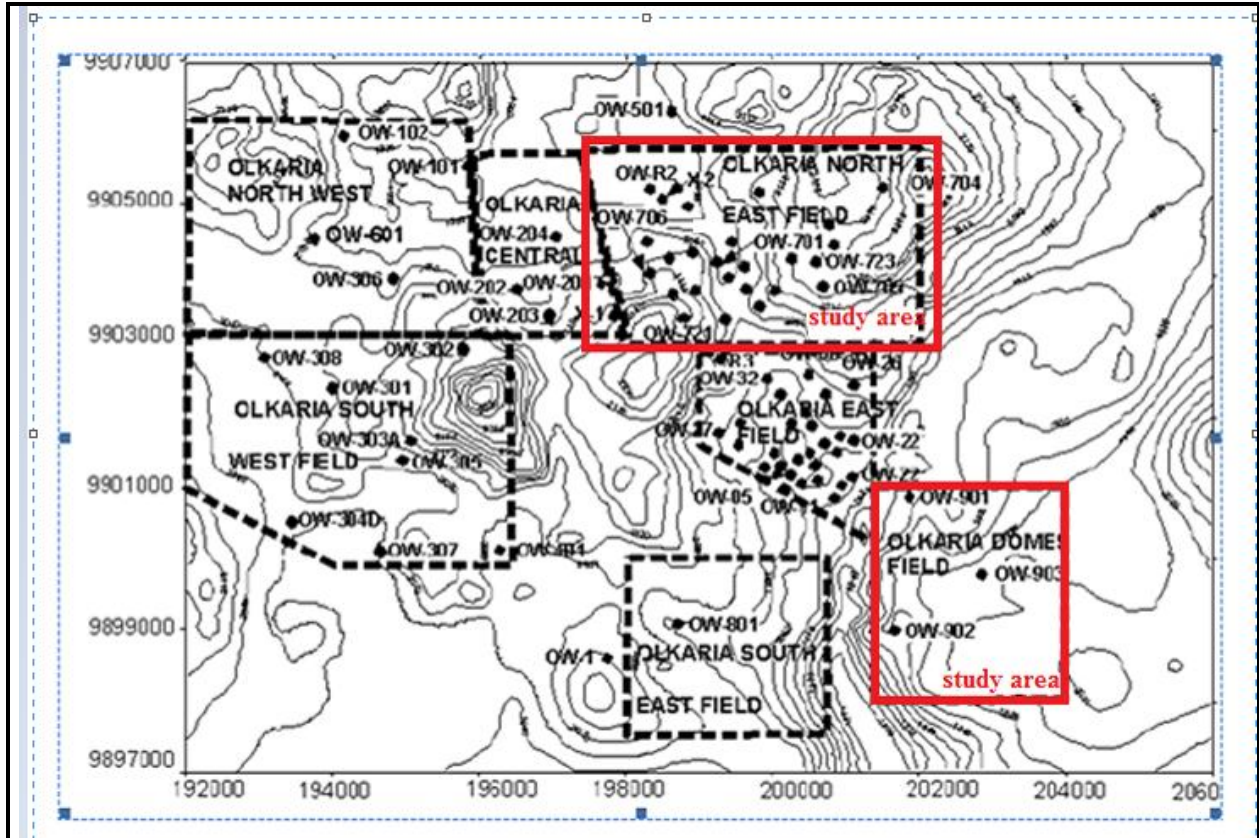 9907000
OW-501
OW-102
OLKARIA
NORTH WEST
OW-101
OLKARIA NORTH
OW-R2
X-2
OW-704
9905000
OLKARIA
OW-706
EAST FIELD
OW-601
OW-204
CENTRAL
OW-701
OW-723
OW-306
OW-202
OW-203
OW-721
study area
9903000
OW-308
OW-302
R3
OW-32
OW-26
OW-301
OLKARIA SOUTH
OLKARIA EAST
FIELD
OW-303A
OW-22
WEST FIELD
OW-305
9901000
OW-05
OW-901
OW-304D
OW-307
OLKARIA DOMES
FIELD
OW-903
9899000
OW-801
OW-902
OW-1
OLKARIA SOUTH
study area
EAST FIELD
9897000
192000
194000
196000
198000
200000
202000
204000
2060